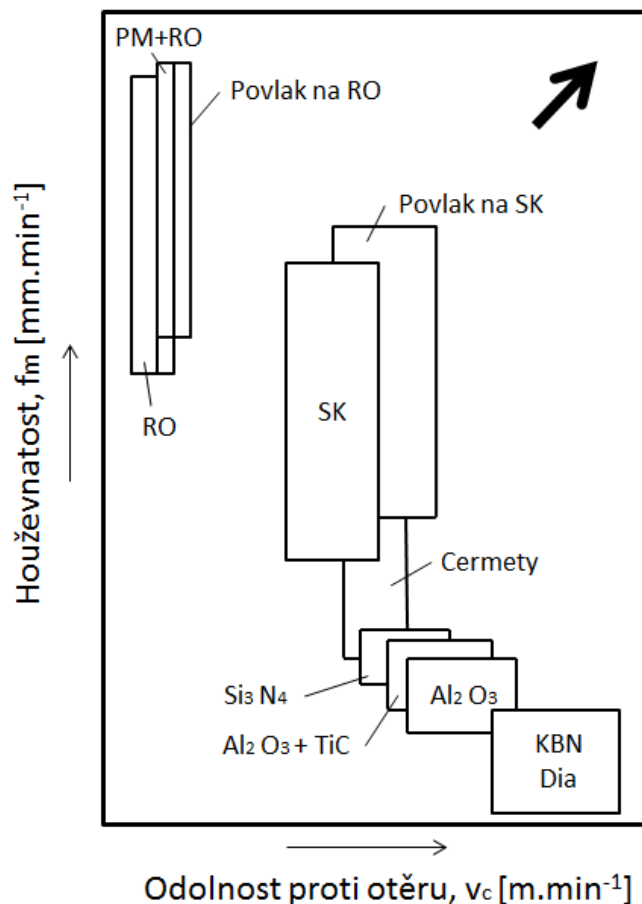 PM+RO
Povlak na RO
Povlak na SK
Houževnatost, fm [mm.min⁻¹]
RO
SK
Cermety
Si₃ N₄
Al₂ O₃
Al₂ O₃ + TiC
KBN
Dia
Odolnost proti otěru, vc [m.min⁻¹]